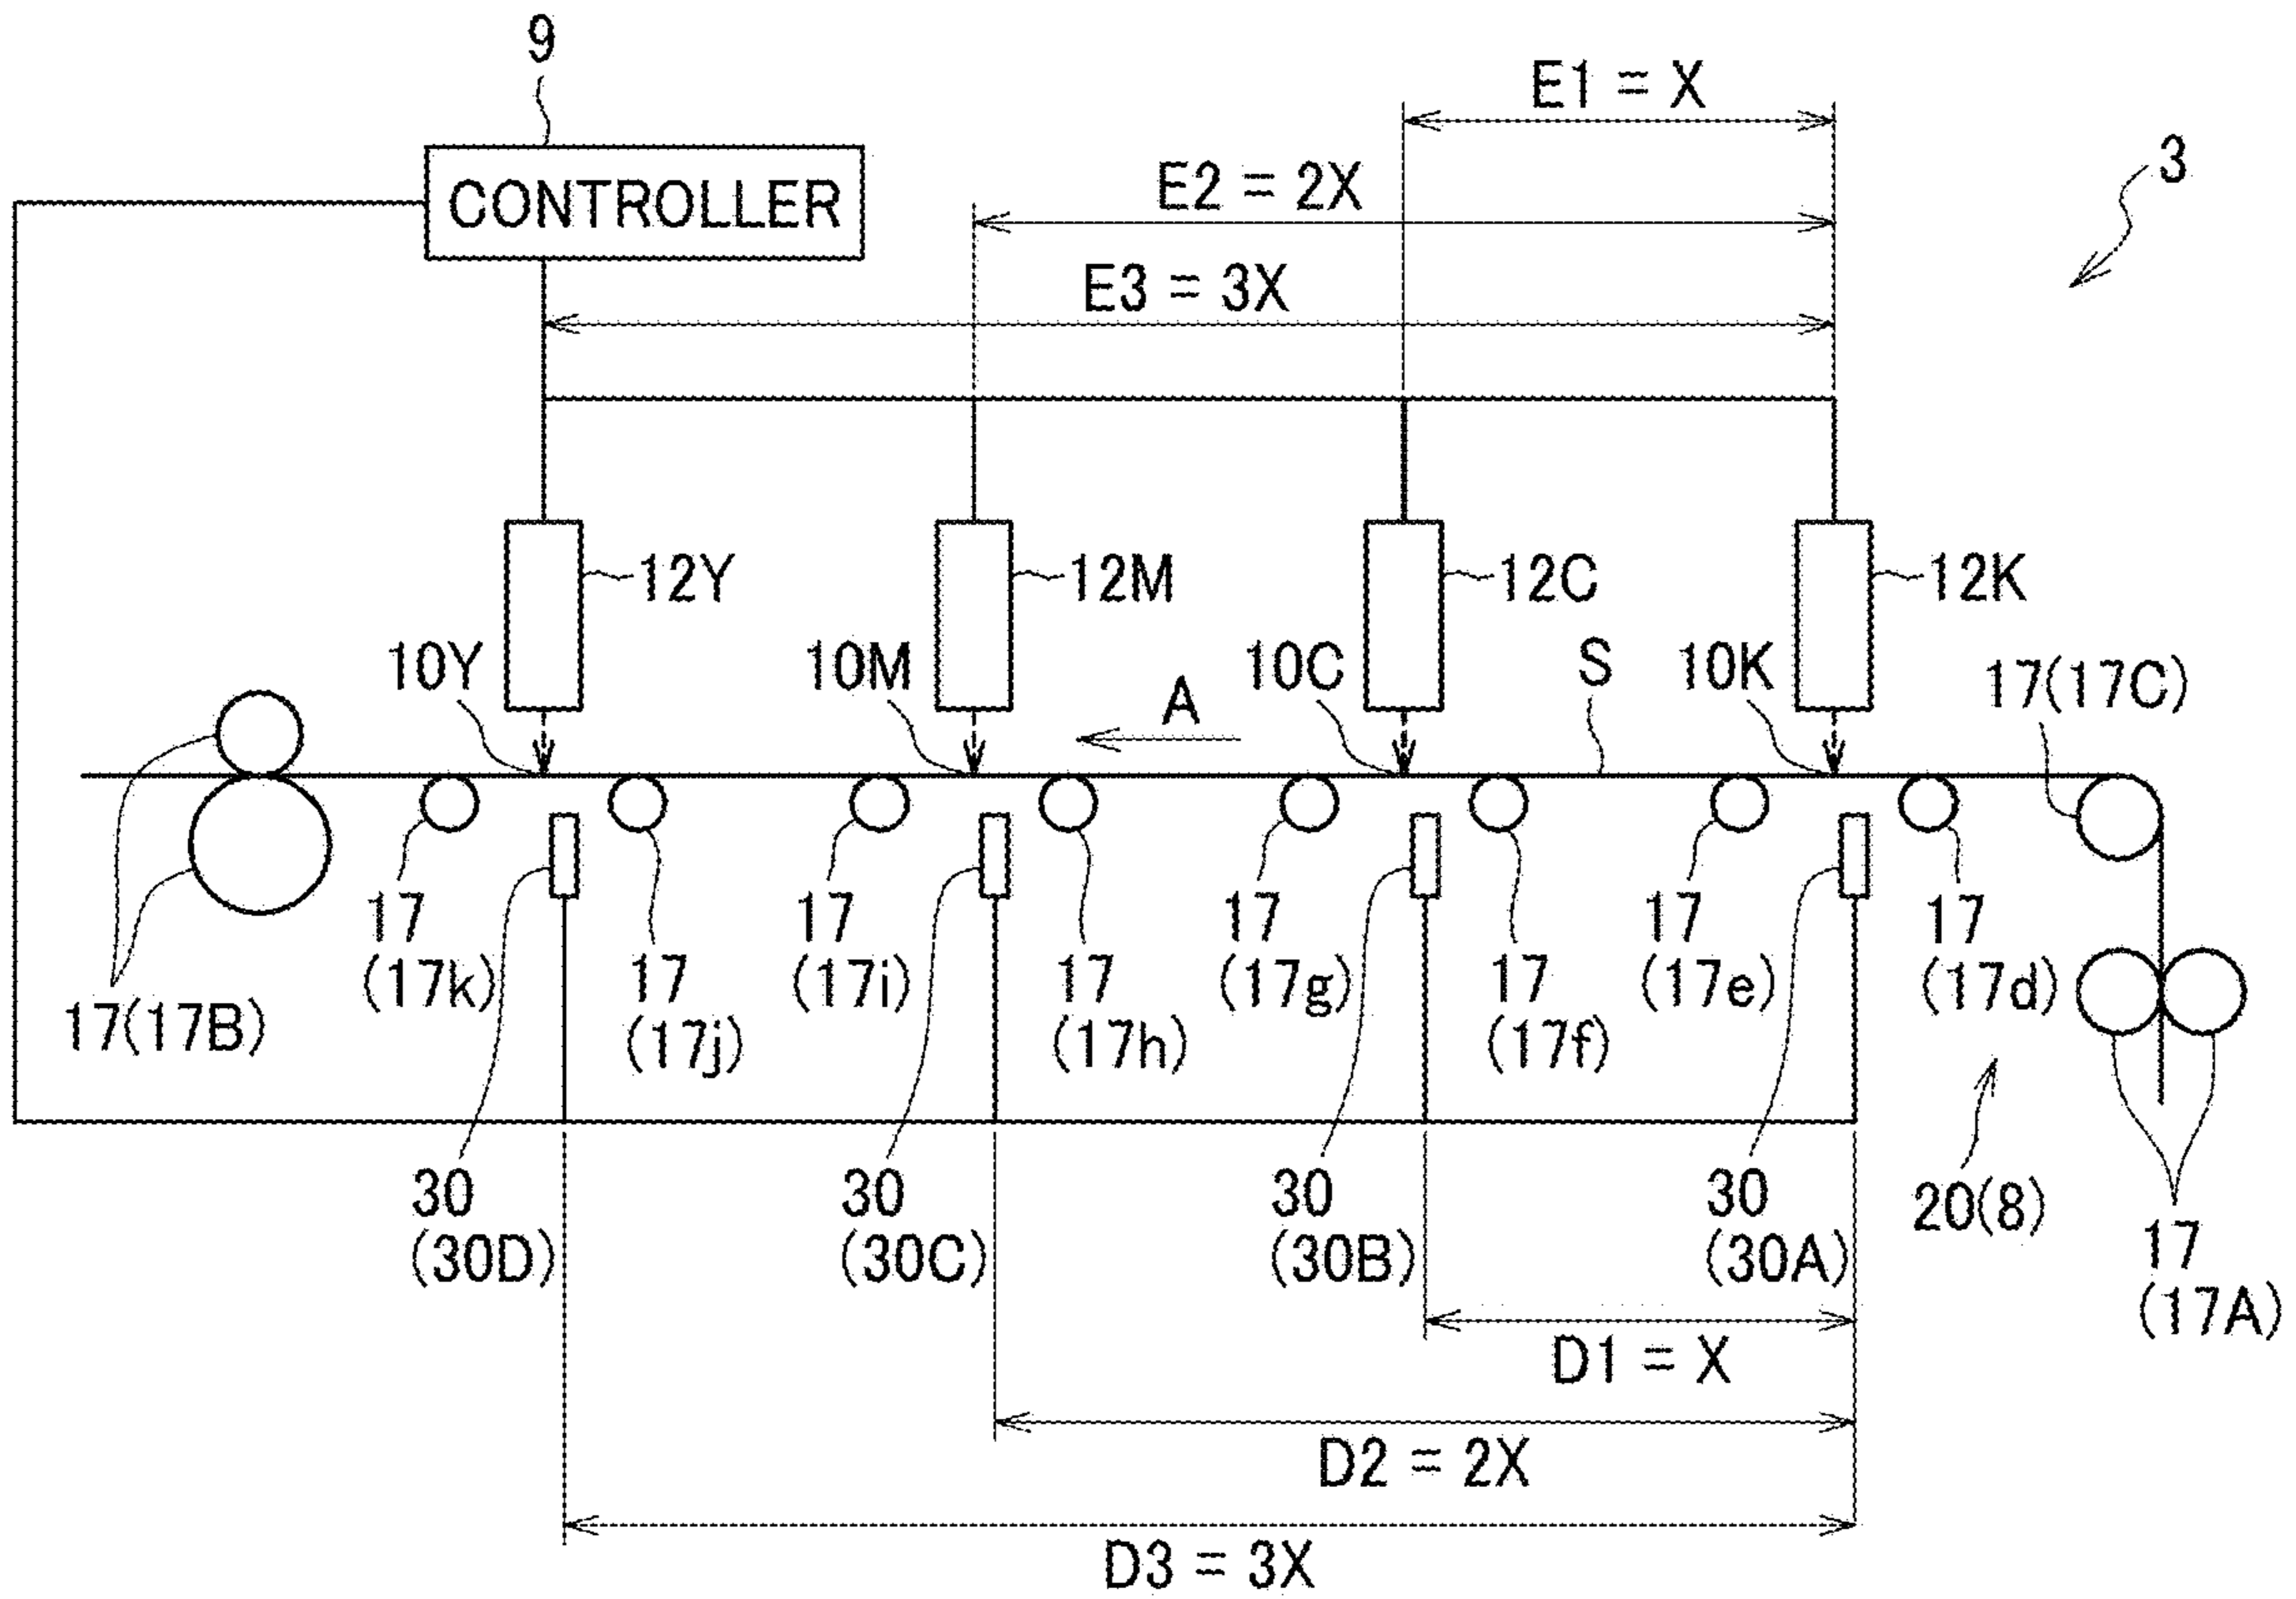 9
E1 = X
3
E2 = 2X
CONTROLLER
E3 = 3X
12Y
12M
12C
12K
10Y
10M
10C
S
10K
17(17C)
A
17
(17k)
17
(17j)
17
(17i)
17
(17h)
17
(17g)
17
(17f)
17
(17e)
17
(17d)
17(17B)
30
(30D)
30
(30C)
30
(30B)
30
(30A)
20(8)
17
(17A)
D1 = X
D2 = 2X
D3 = 3X